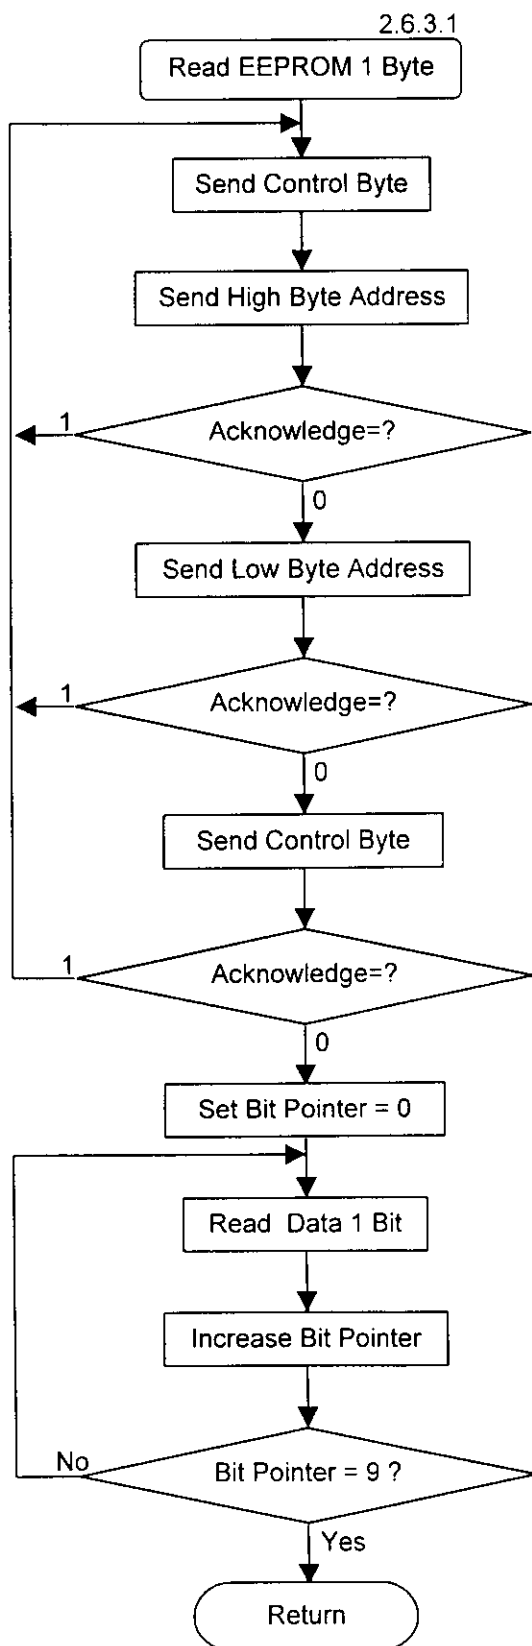 2.6.3.1
Read EEPROM 1 Byte
Send Control Byte
Send High Byte Address
Acknowledge=?
1
0
Send Low Byte Address
Acknowledge=?
1
0
Send Control Byte
Acknowledge=?
1
0
Set Bit Pointer = 0
Read Data 1 Bit
Increase Bit Pointer
Bit Pointer = 9 ?
No
Yes
Return